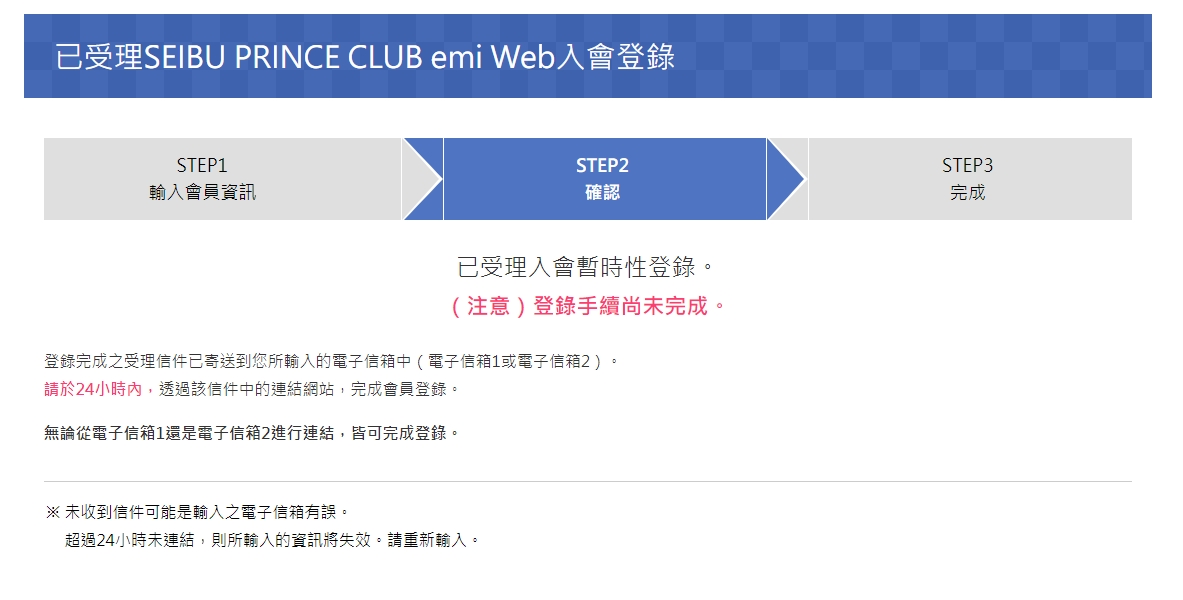 已受理SEIBU PRINCE CLUB emi Web入會登錄
STEP1
輸入會員資訊
STEP2
確認
STEP3
完成
已受理入會暫時性登錄。
（注意）登錄手續尚未完成。
登錄完成之受理信件已寄送到您所輸入的電子信箱中（電子信箱1或電子信箱2）。
請於24小時內，透過該信件中的連結網站，完成會員登錄。
無論從電子信箱1還是電子信箱2進行連結，皆可完成登錄。
※ 未收到信件可能是輸入之電子信箱有誤。
超過24小時未連結，則所輸入的資訊將失效。請重新輸入。